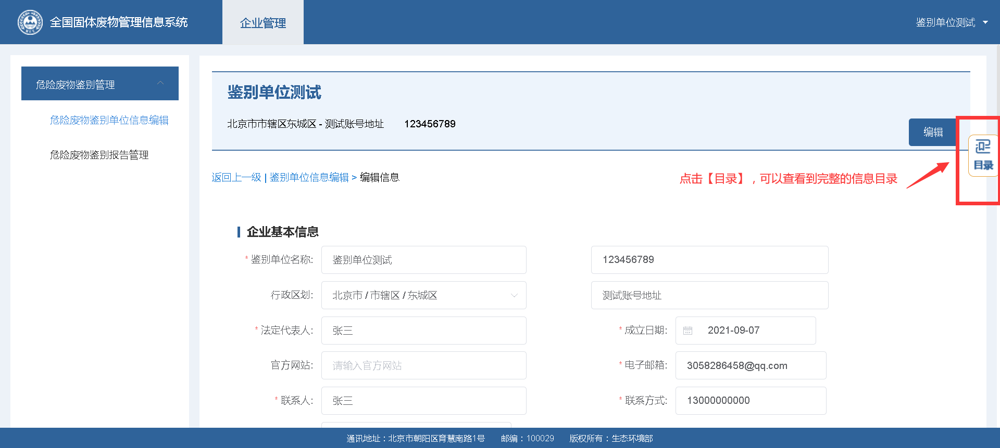 全国固体废物管理信息系统
企业管理
鉴别单位测试
危险废物鉴别管理
危险废物鉴别单位信息编辑
危险废物鉴别报告管理
鉴别单位测试
北京市市辖区东城区 - 测试账号地址 123456789
编辑
目录
返回上一级 | 鉴别单位信息编辑 > 编辑信息
点击【目录】，可以查看到完整的信息目录
企业基本信息
* 鉴别单位名称: 鉴别单位测试 123456789
行政区划: 北京市 / 市辖区 / 东城区 测试账号地址
* 法定代表人: 张三 * 成立日期: 2021-09-07
官方网站: 请输入官方网站 * 电子邮箱: 3058286458@qq.com
* 联系人: 张三 * 联系方式: 13000000000
通讯地址：北京市朝阳区育慧南路1号 邮编：100029 版权所有：生态环境部